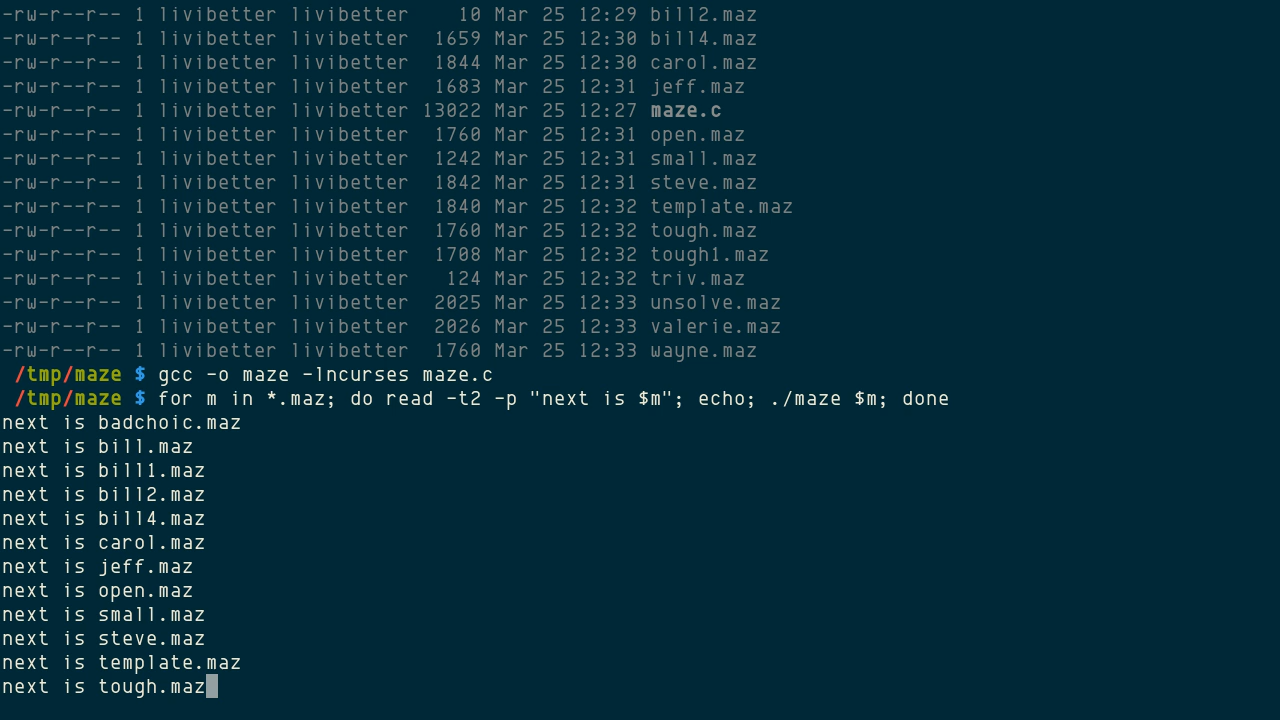 -rw-r--r-- 1 livibetter livibetter    10 Mar 25 12:29 bill2.maz
-rw-r--r-- 1 livibetter livibetter  1659 Mar 25 12:30 bill4.maz
-rw-r--r-- 1 livibetter livibetter  1844 Mar 25 12:30 carol.maz
-rw-r--r-- 1 livibetter livibetter  1683 Mar 25 12:31 jeff.maz
-rw-r--r-- 1 livibetter livibetter 13022 Mar 25 12:27 maze.c
-rw-r--r-- 1 livibetter livibetter  1760 Mar 25 12:31 open.maz
-rw-r--r-- 1 livibetter livibetter  1242 Mar 25 12:31 small.maz
-rw-r--r-- 1 livibetter livibetter  1842 Mar 25 12:31 steve.maz
-rw-r--r-- 1 livibetter livibetter  1840 Mar 25 12:32 template.maz
-rw-r--r-- 1 livibetter livibetter  1760 Mar 25 12:32 tough.maz
-rw-r--r-- 1 livibetter livibetter  1708 Mar 25 12:32 tough1.maz
-rw-r--r-- 1 livibetter livibetter   124 Mar 25 12:32 triv.maz
-rw-r--r-- 1 livibetter livibetter  2025 Mar 25 12:33 unsolve.maz
-rw-r--r-- 1 livibetter livibetter  2026 Mar 25 12:33 valerie.maz
-rw-r--r-- 1 livibetter livibetter  1760 Mar 25 12:33 wayne.maz
 /tmp/maze $ gcc -o maze -lncurses maze.c
 /tmp/maze $ for m in *.maz; do read -t2 -p "next is $m"; echo; ./maze $m; done
next is badchoic.maz
next is bill.maz
next is bill1.maz
next is bill2.maz
next is bill4.maz
next is carol.maz
next is jeff.maz
next is open.maz
next is small.maz
next is steve.maz
next is template.maz
next is tough.maz